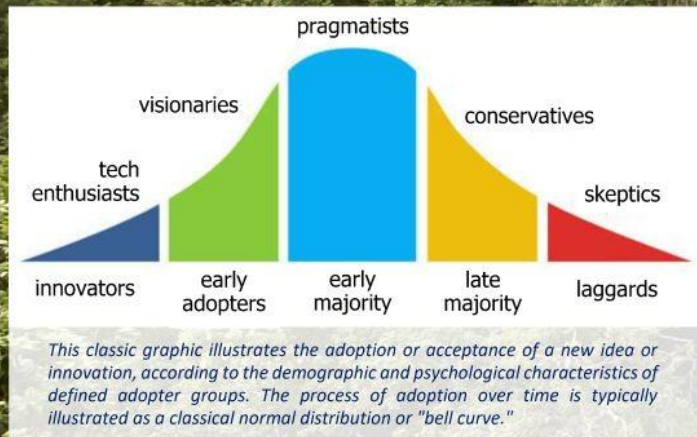 pragmatists
visionaries
conservatives
tech
enthusiasts
skeptics
innovators
early
adopters
early
majority
late
majority
laggards
This classic graphic illustrates the adoption or acceptance of a new idea or
innovation, according to the demographic and psychological characteristics of
defined adopter groups. The process of adoption over time is typically
illustrated as a classical normal distribution or "bell curve."